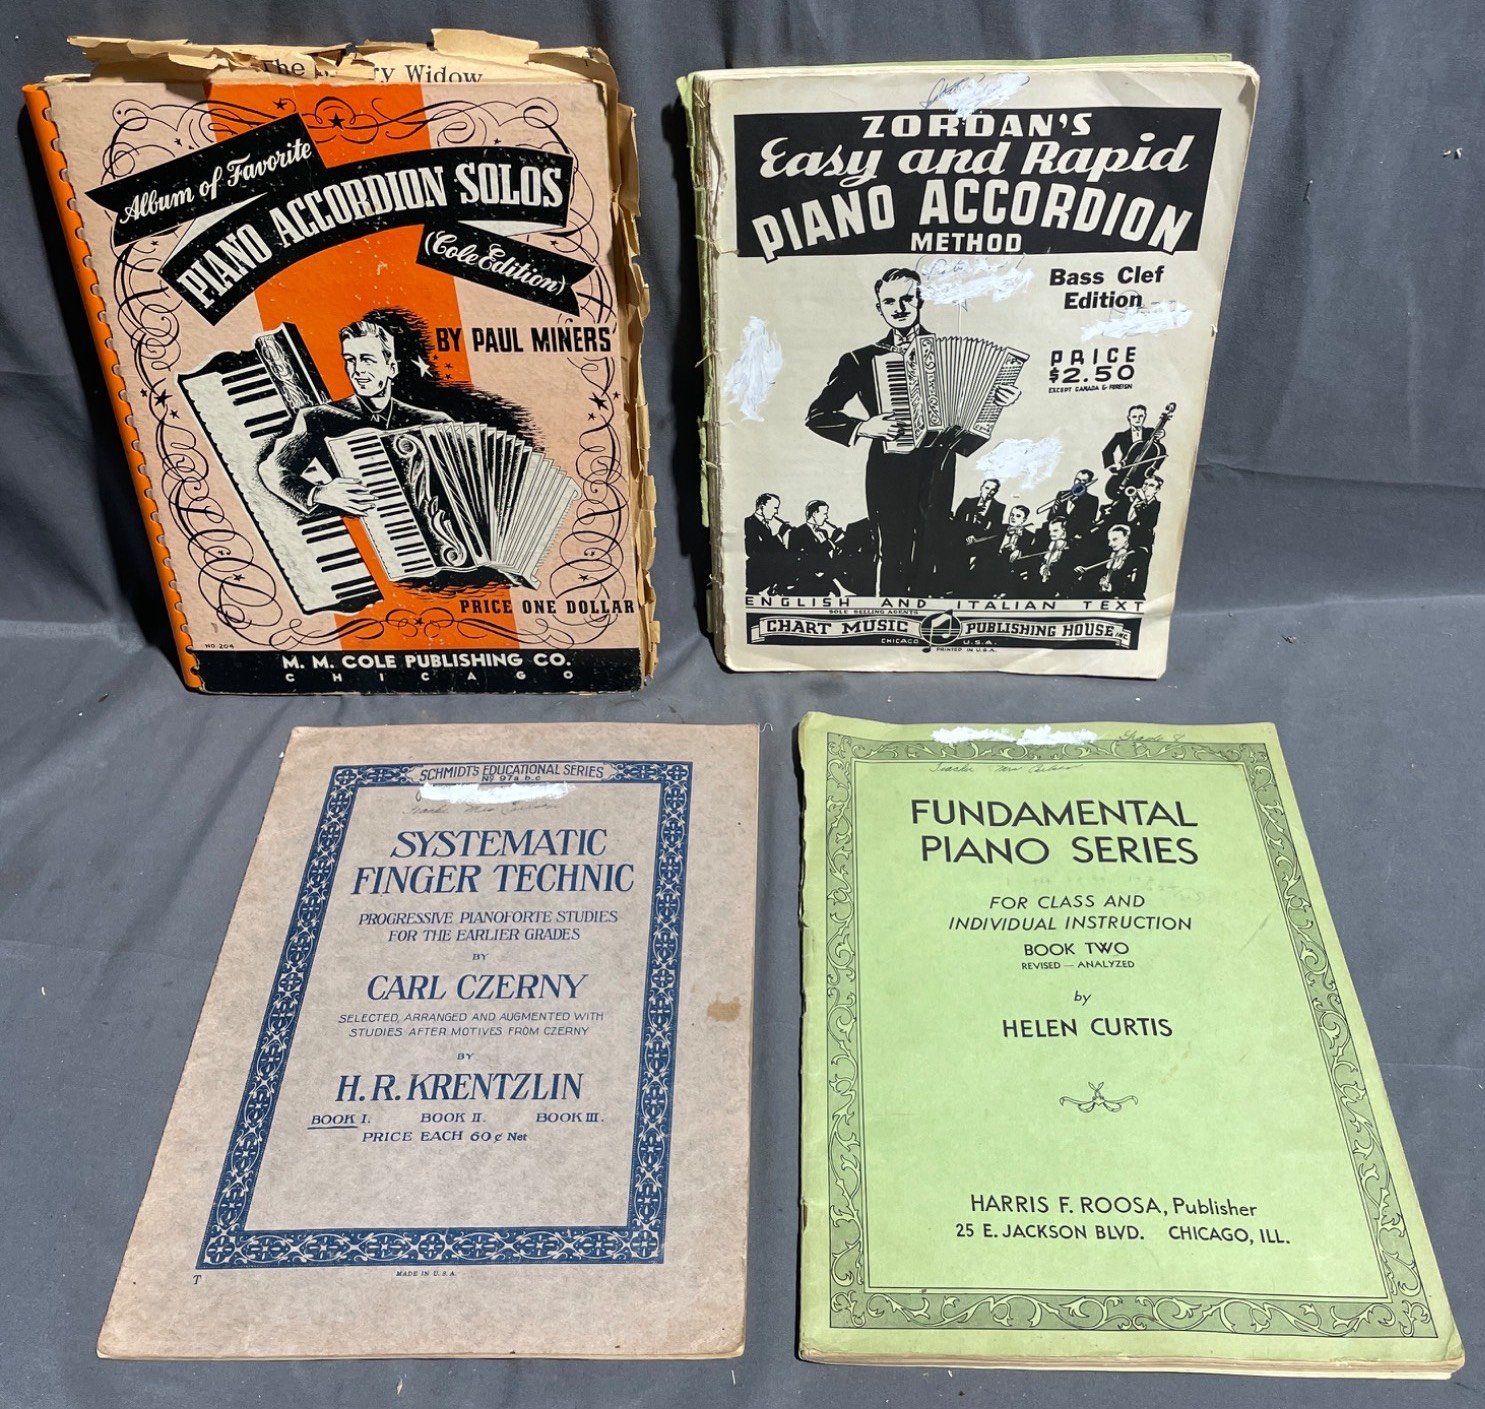 The
ry Widow
Album of Favorite
PIANO ACCORDION SOLOS
(Cole Edition)
BY PAUL MINERS
PRICE ONE DOLLAR
NO. 204
M. M. COLE PUBLISHING CO.
CHICAGO
ZORDAN'S
Easy and Rapid
PIANO ACCORDION
METHOD
Bass Clef
Edition
PRICE
$2.50
EXCEPT CANADA & FOREIGN
ENGLISH AND ITALIAN TEXT
SOLE SELLING AGENTS
CHART MUSIC PUBLISHING HOUSE INC.
CHICAGO U.S.A.
PRINTED IN U.S.A.
SCHMIDT'S EDUCATIONAL SERIES
No 97a b-c
SYSTEMATIC
FINGER TECHNIC
PROGRESSIVE PIANOFORTE STUDIES
FOR THE EARLIER GRADES
BY
CARL CZERNY
SELECTED, ARRANGED AND AUGMENTED WITH
STUDIES AFTER MOTIVES FROM CZERNY
BY
H. R. KRENTZLIN
BOOK I. BOOK II. BOOK III.
PRICE EACH 60¢ Net
T
MADE IN U.S.A.
Grade
Teacher
FUNDAMENTAL
PIANO SERIES
FOR CLASS AND
INDIVIDUAL INSTRUCTION
BOOK TWO
REVISED — ANALYZED
by
HELEN CURTIS
HARRIS F. ROOSA, Publisher
25 E. JACKSON BLVD. CHICAGO, ILL.